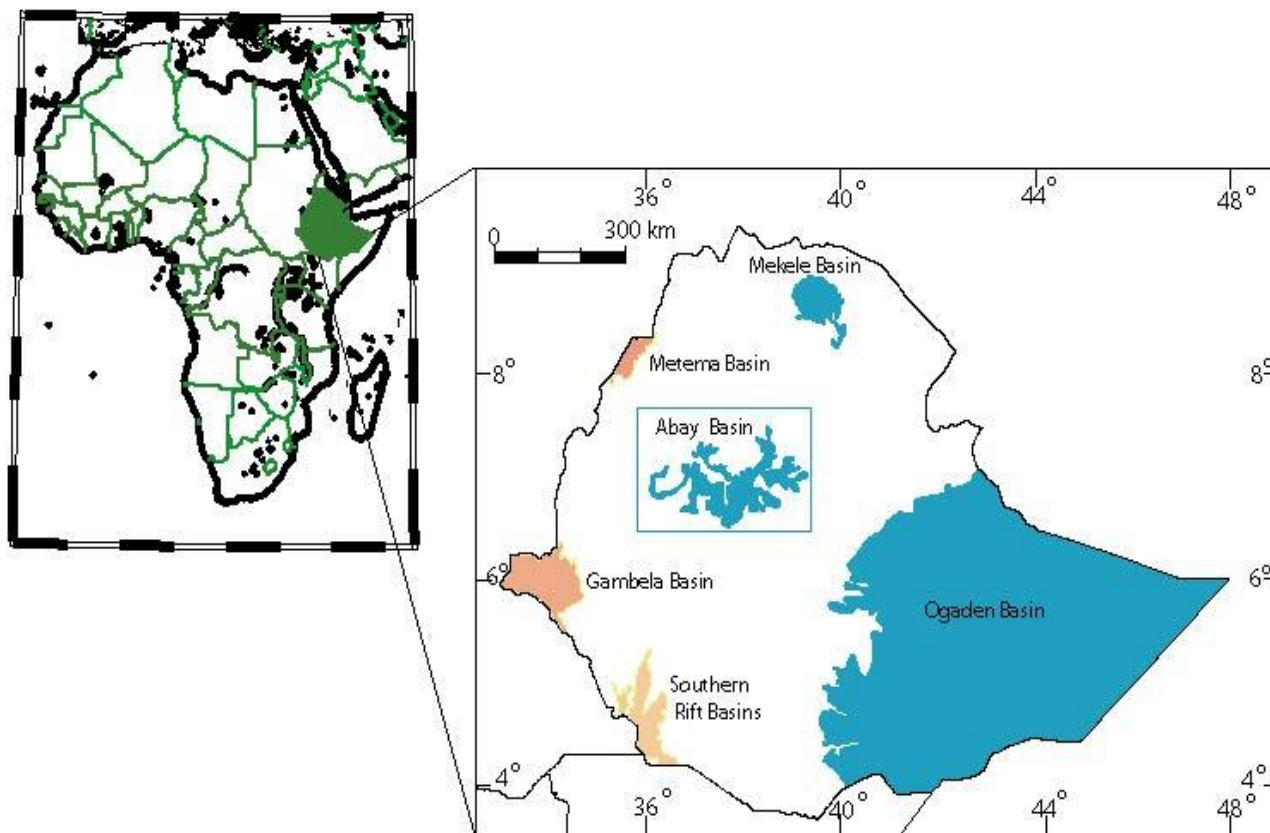 36°
40°
44°
48°
0
300 km
Mekele Basin
Metema Basin
8°
8°
Abay Basin
Gambela Basin
6°
6°
Ogaden Basin
Southern
Rift Basins
4°
4°
36°
40°
44°
48°